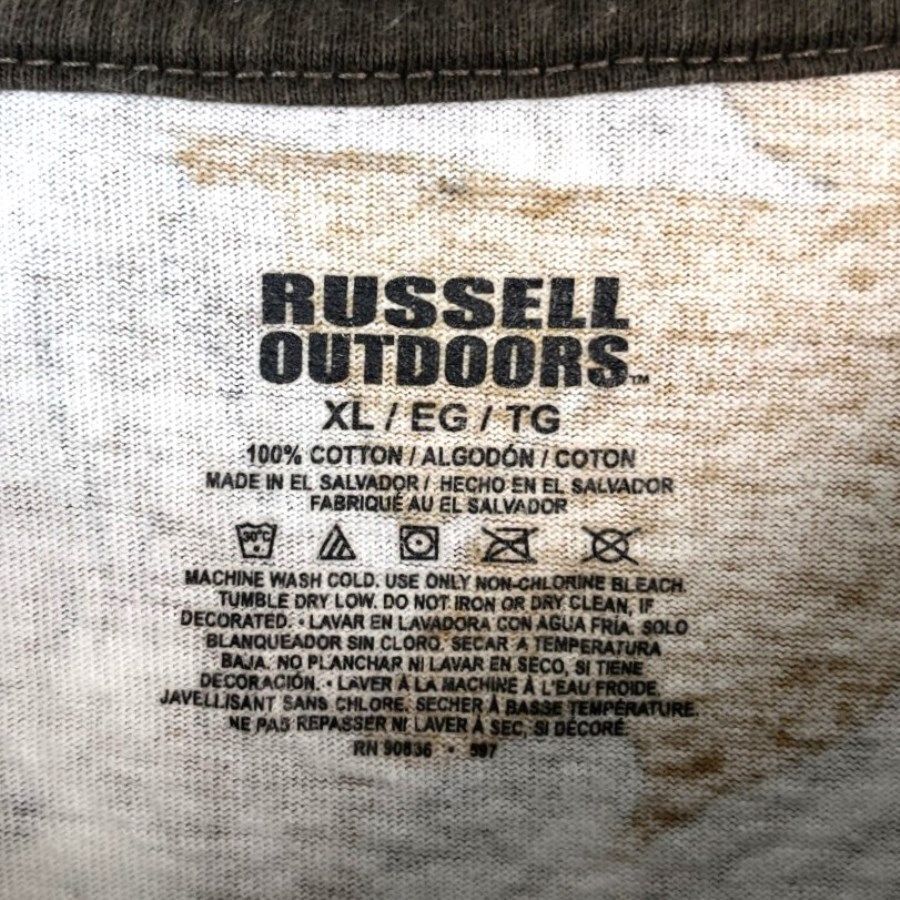 RUSSELL
OUTDOORS™
XL / EG / TG
100% COTTON / ALGODÓN / COTON
MADE IN EL SALVADOR / HECHO EN EL SALVADOR
FABRIQUÉ AU EL SALVADOR
30°C
MACHINE WASH COLD. USE ONLY NON-CHLORINE BLEACH.
TUMBLE DRY LOW. DO NOT IRON OR DRY CLEAN, IF
DECORATED. • LAVAR EN LAVADORA CON AGUA FRÍA. SOLO
BLANQUEADOR SIN CLORO. SECAR A TEMPERATURA
BAJA. NO PLANCHAR NI LAVAR EN SECO, SI TIENE
DECORACIÓN. • LAVER À LA MACHINE À L'EAU FROIDE.
JAVELLISANT SANS CHLORE. SECHER À BASSE TEMPÉRATURE.
NE PAS REPASSER NI LAVER À SEC, SI DÉCORÉ.
RN 90836 • 597